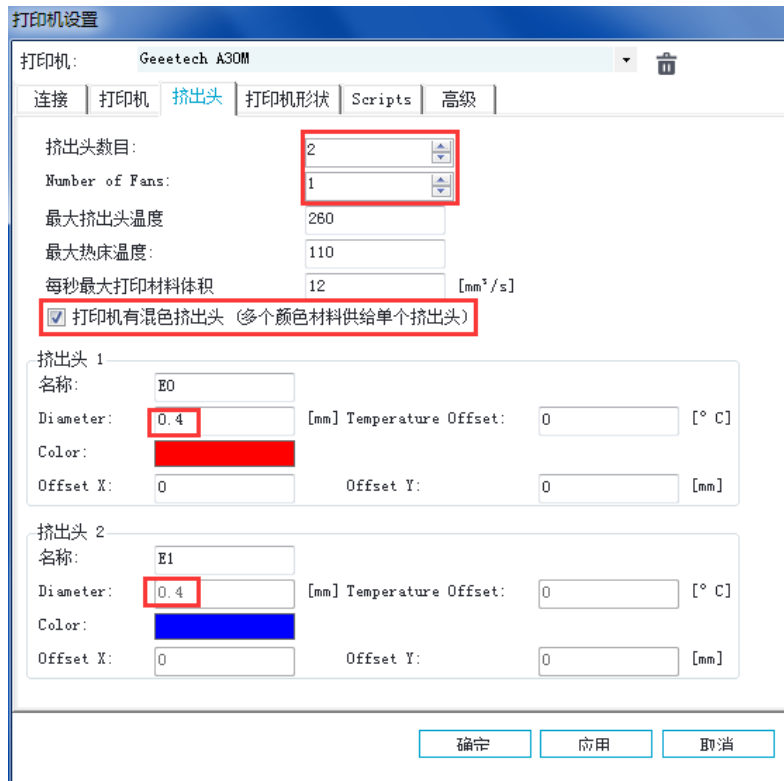 打印机设置
打印机: Geeetech A30M
连接 打印机 挤出头 打印机形状 Scripts 高级
挤出头数目: 2
Number of Fans: 1
最大挤出头温度 260
最大热床温度: 110
每秒最大打印材料体积 12 [mm³/s]
打印机有混色挤出头 (多个颜色材料供给单个挤出头)
挤出头 1
名称: E0
Diameter: 0.4 [mm] Temperature Offset: 0 [° C]
Color:
Offset X: 0 Offset Y: 0 [mm]
挤出头 2
名称: E1
Diameter: 0.4 [mm] Temperature Offset: 0 [° C]
Color:
Offset X: 0 Offset Y: 0 [mm]
确定 应用 取消